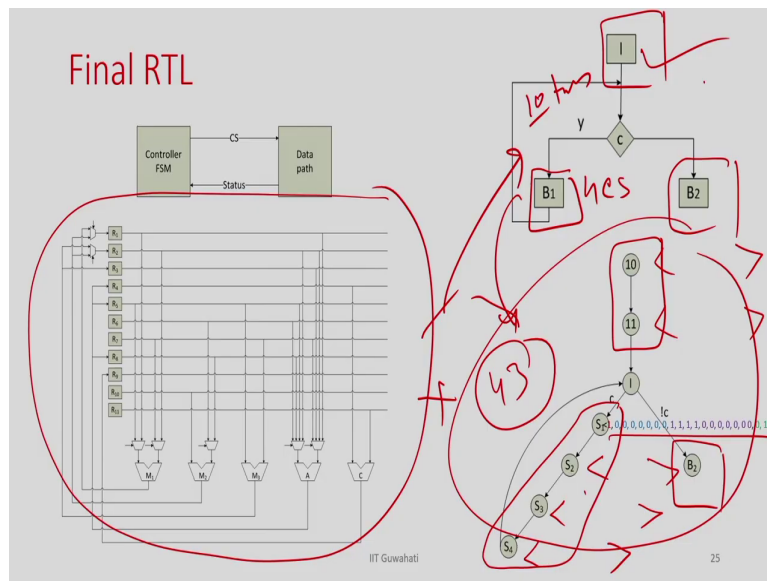 Final RTL
I
10 times
Y
C
B1
4CS
B2
Controller
FSM
CS
Status
Data
path
R1
R2
R3
R4
R5
R6
R7
R8
R9
R10
R11
M1
M2
M3
A
C
+
43
10
11
I
c
!c
S1
<1,0,0,0,0,0,0,0,1,1,1,1,0,0,0,0,0,0,0,0,1
S2
B2
S3
S4
IIT Guwahati
25